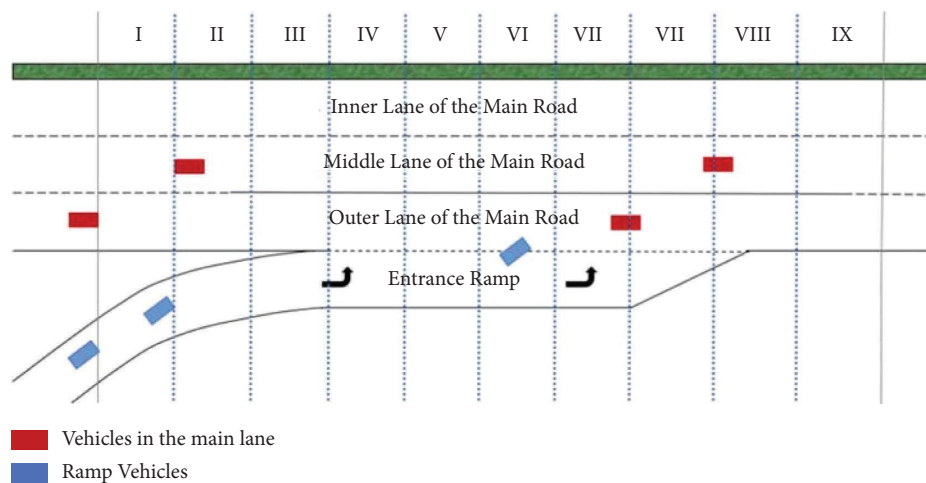 I II III IV V VI VII VII VIII IX
Inner Lane of the Main Road
Middle Lane of the Main Road
Outer Lane of the Main Road
Entrance Ramp
Vehicles in the main lane
Ramp Vehicles